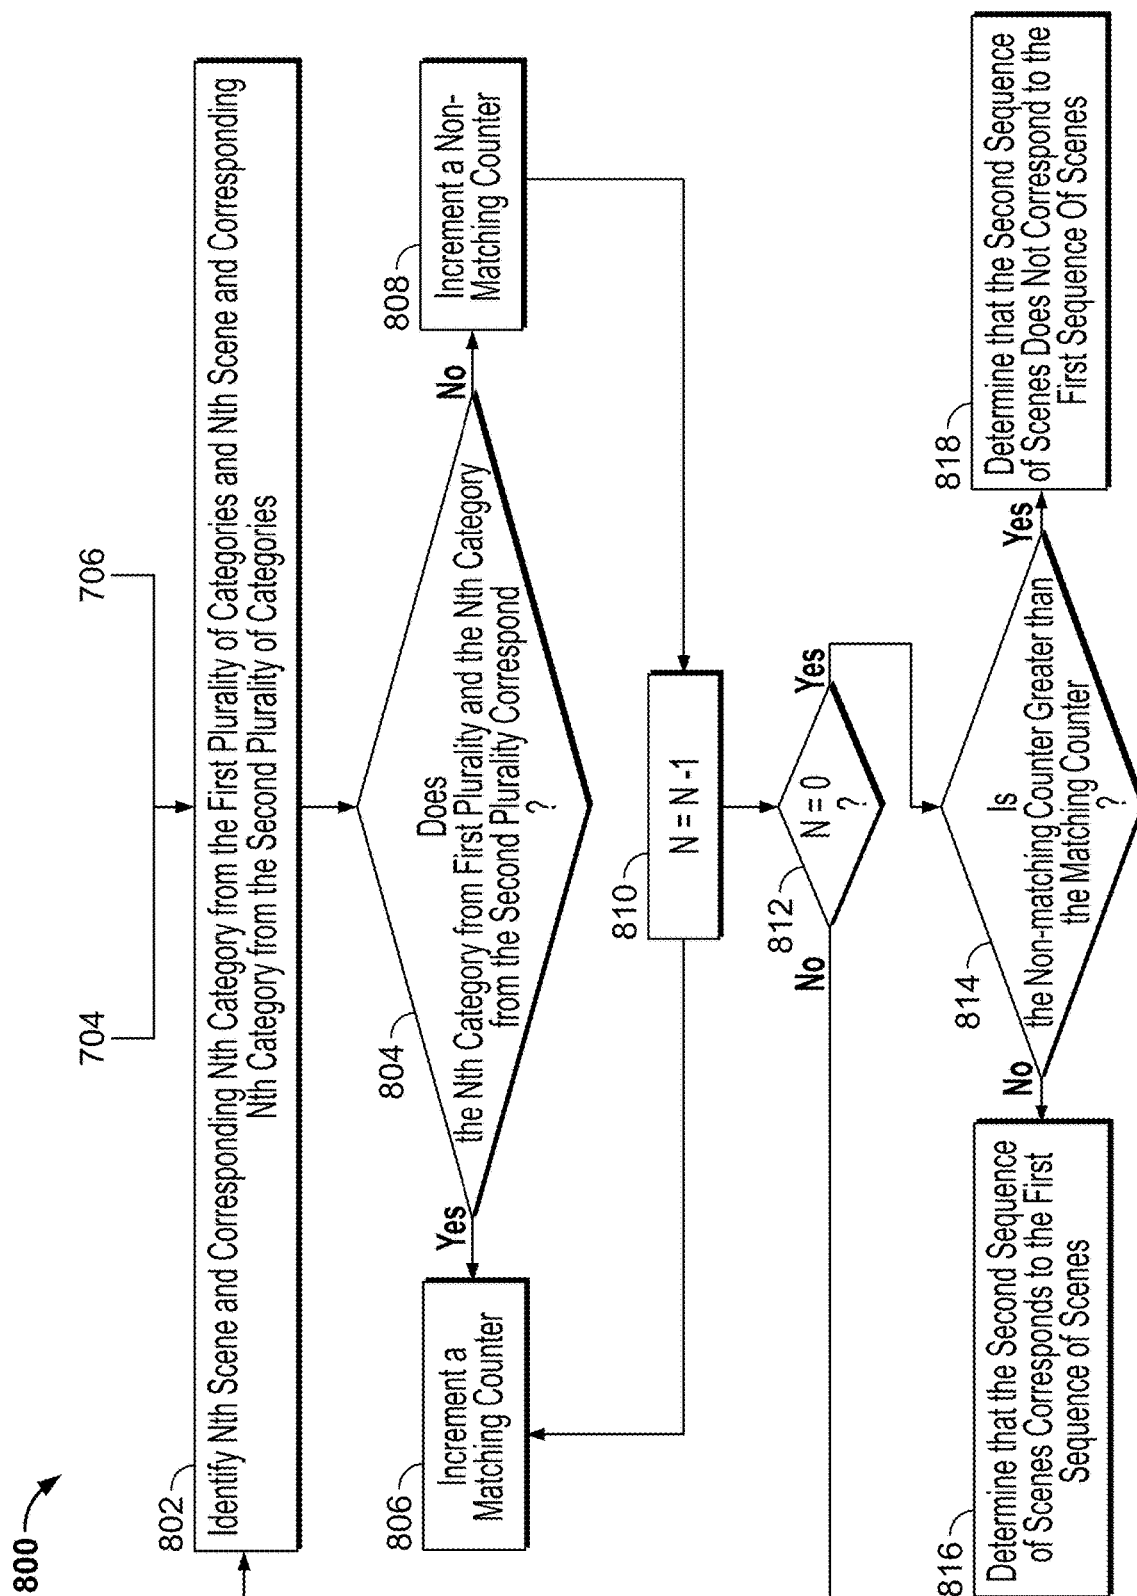 800
704
706
802
Identify Nth Scene and Corresponding Nth Category from the First Plurality of Categories and Nth Scene and Corresponding
Nth Category from the Second Plurality of Categories
804
Does
the Nth Category from First Plurality and the Nth Category
from the Second Plurality Correspond
?
Yes
No
806
Increment a
Matching Counter
808
Increment a Non-
Matching Counter
810
N = N -1
812
N = 0
?
No
Yes
814
Is
the Non-matching Counter Greater than
the Matching Counter
?
No
Yes
816
Determine that the Second Sequence
of Scenes Corresponds to the First
Sequence of Scenes
818
Determine that the Second Sequence
of Scenes Does Not Correspond to the
First Sequence Of Scenes